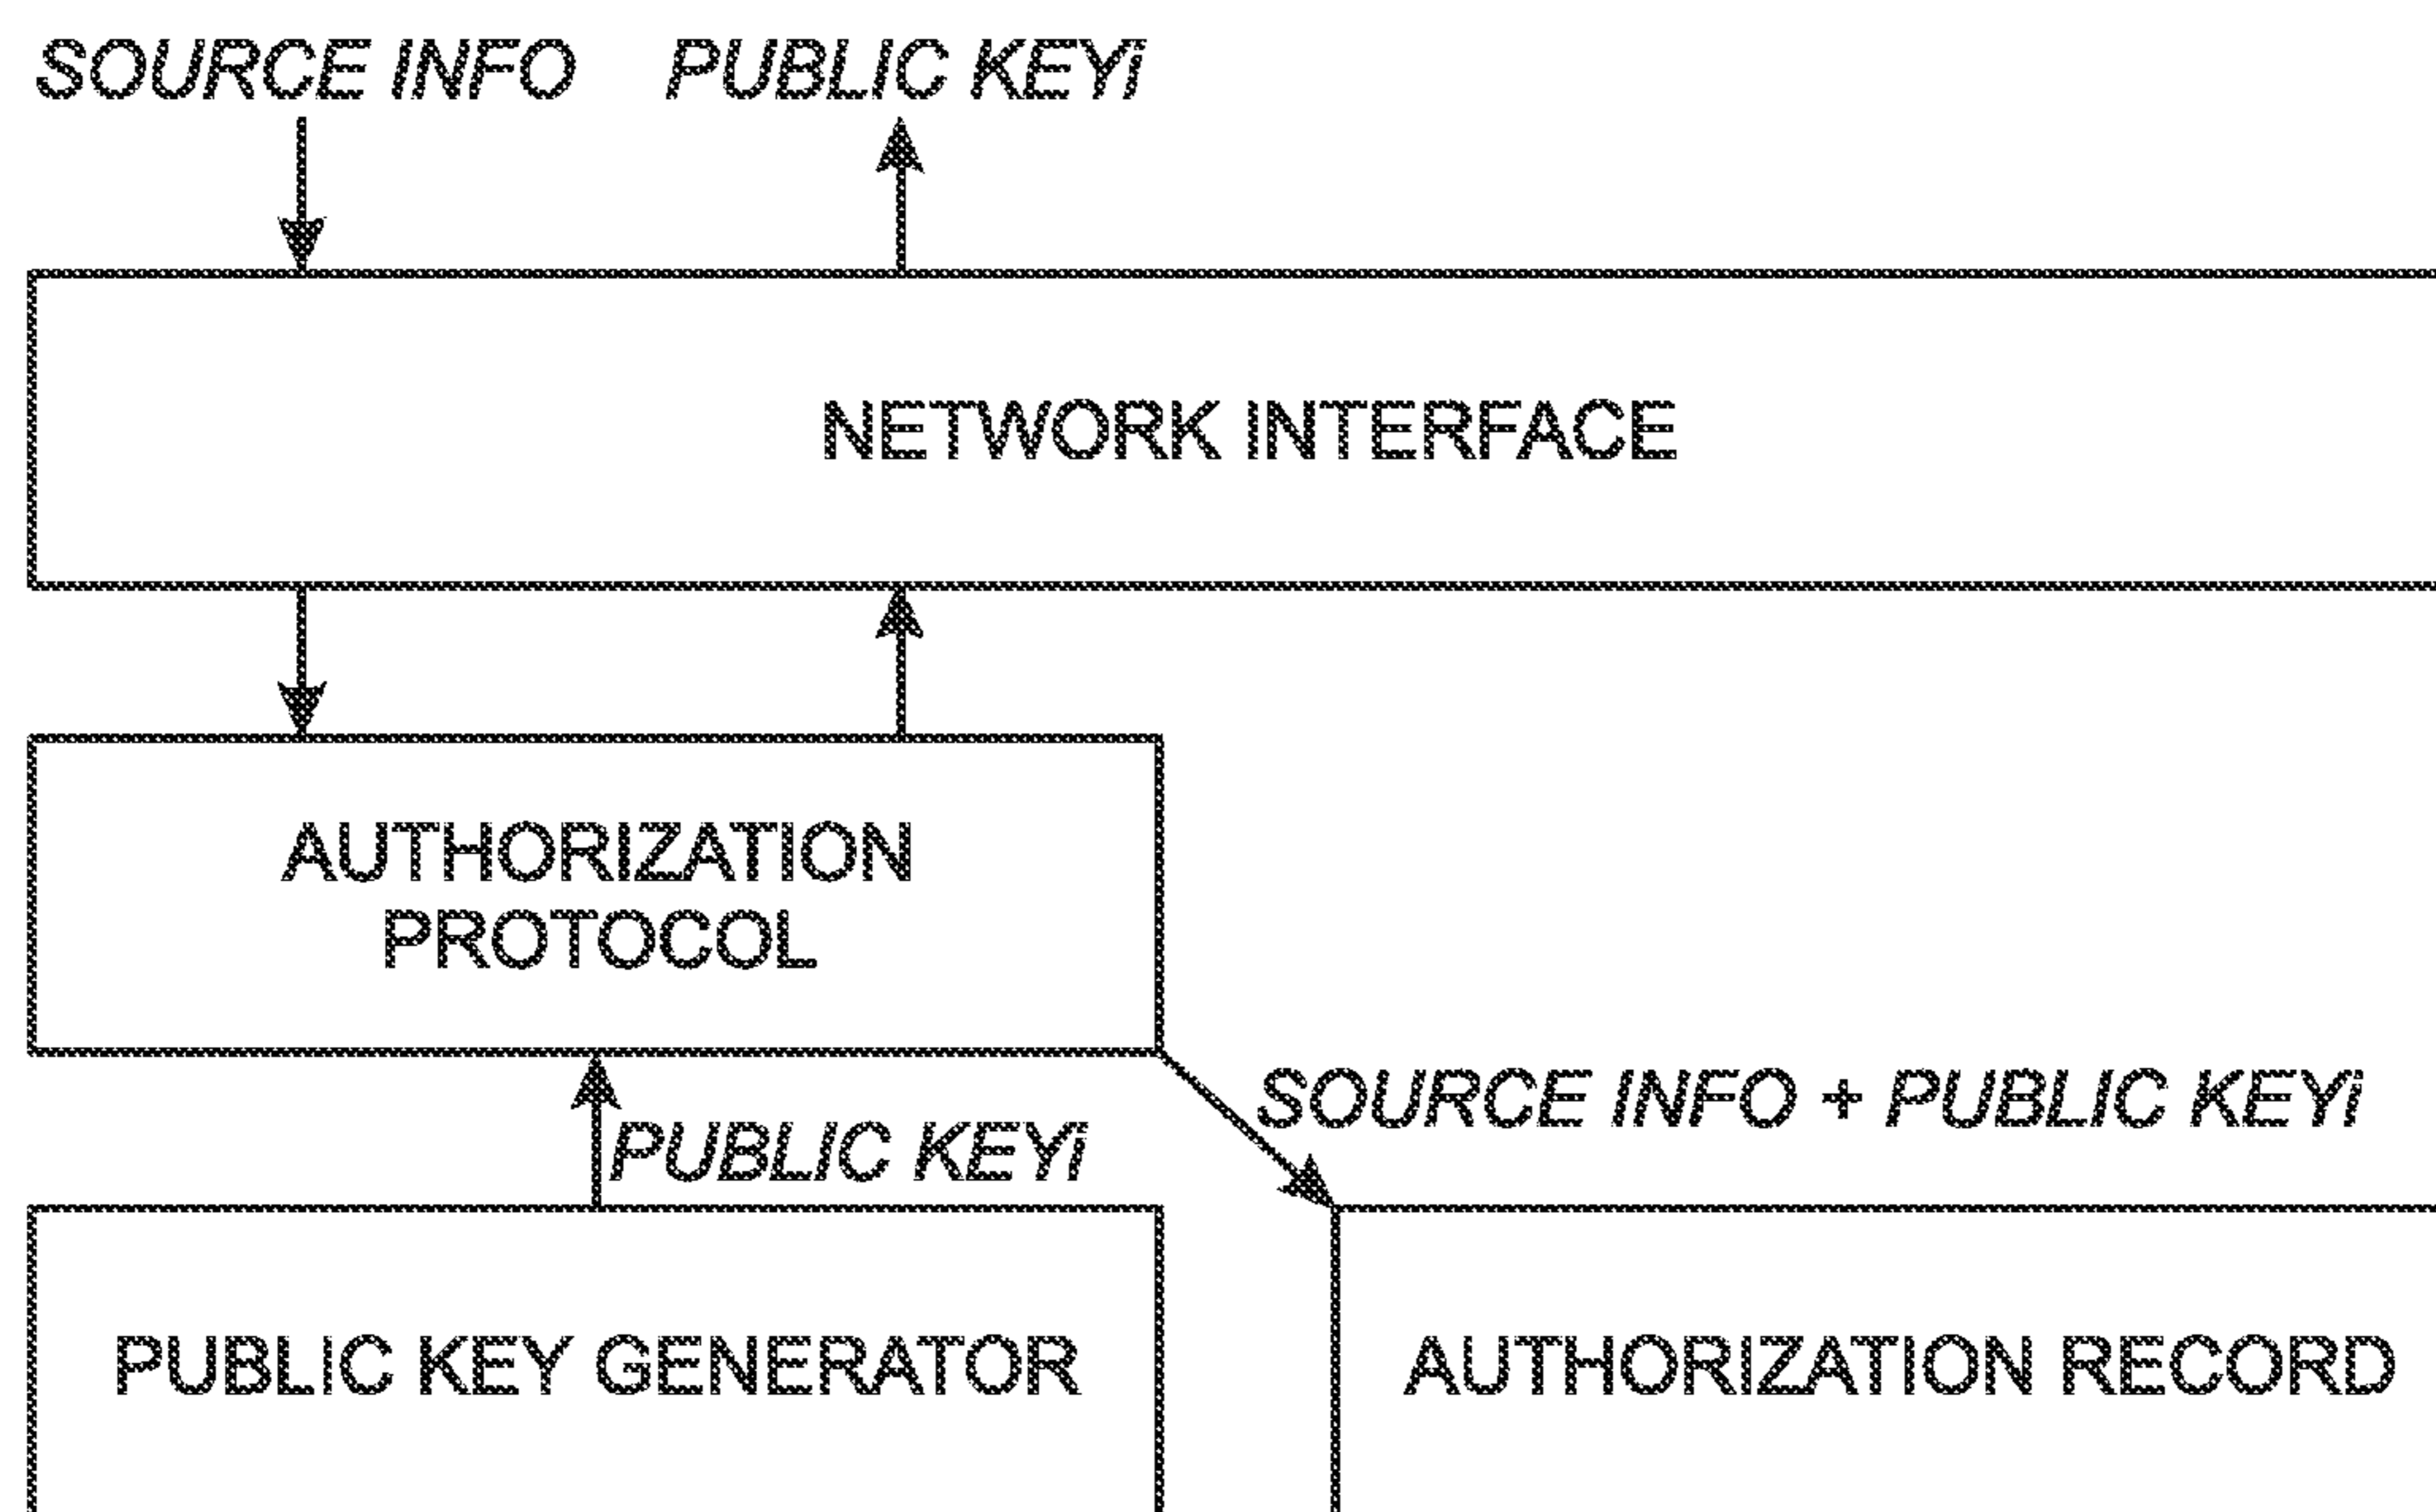 SOURCE INFO PUBLIC KEYi
NETWORK INTERFACE
AUTHORIZATION
PROTOCOL
SOURCE INFO + PUBLIC KEYi
PUBLIC KEYi
PUBLIC KEY GENERATOR
AUTHORIZATION RECORD